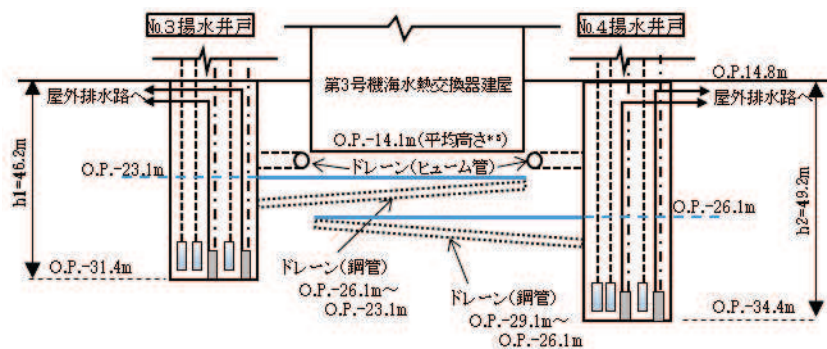 No.3揚水井戸
No.4揚水井戸
第3号機海水熱交換器建屋
O.P.14.8m
屋外排水路へ
屋外排水路へ
O.P.-14.1m(平均高さ*5)
ドレーン(ヒューム管)
O.P.-23.1m
O.P.-26.1m
h1=46.2m
h2=49.2m
O.P.-31.4m
ドレーン(鋼管)
O.P.-26.1m～
O.P.-23.1m
ドレーン(鋼管)
O.P.-29.1m～
O.P.-26.1m
O.P.-34.4m